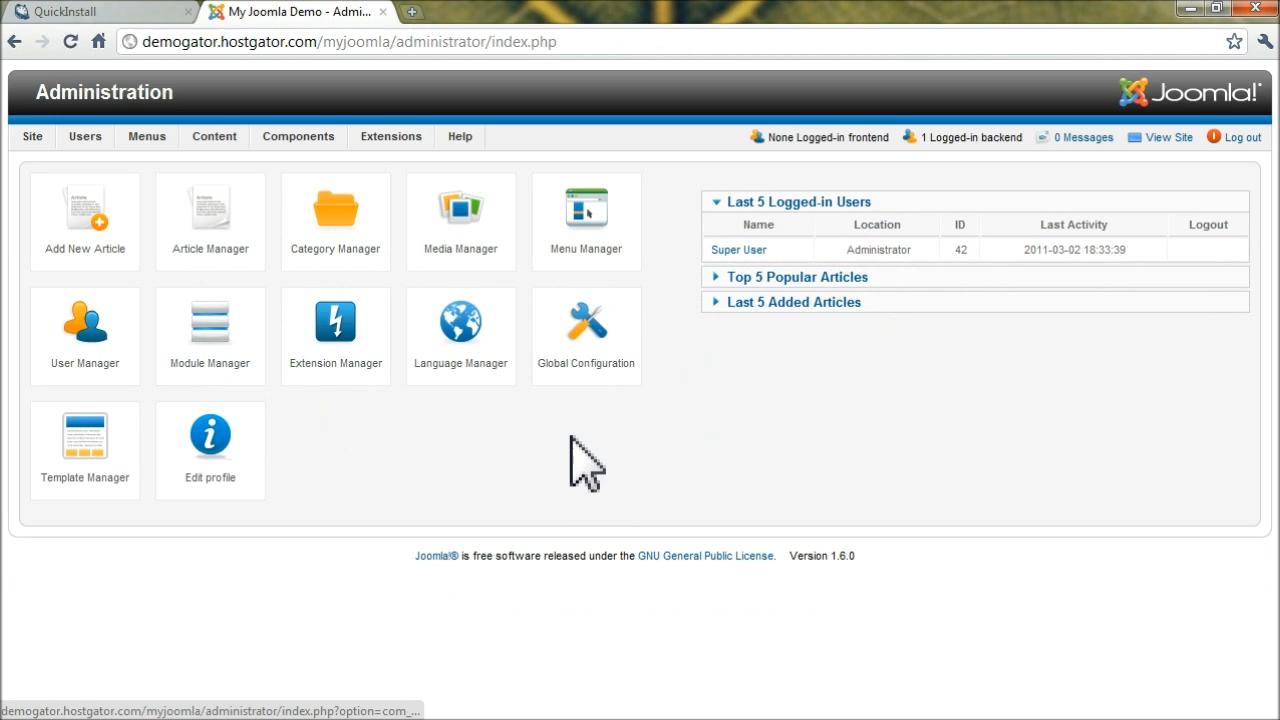 QuickInstall
My Joomla Demo - Admi...
demogator.hostgator.com/myjoomla/administrator/index.php
Administration
Joomla!
Site Users Menus Content Components Extensions Help
None Logged-in frontend 1 Logged-in backend 0 Messages View Site Log out
Add New Article Article Manager Category Manager Media Manager Menu Manager
User Manager Module Manager Extension Manager Language Manager Global Configuration
Template Manager Edit profile
Last 5 Logged-in Users
Name Location ID Last Activity Logout
Super User Administrator 42 2011-03-02 18:33:39
Top 5 Popular Articles
Last 5 Added Articles
Joomla!® is free software released under the GNU General Public License. Version 1.6.0
demogator.hostgator.com/myjoomla/administrator/index.php?option=com_...